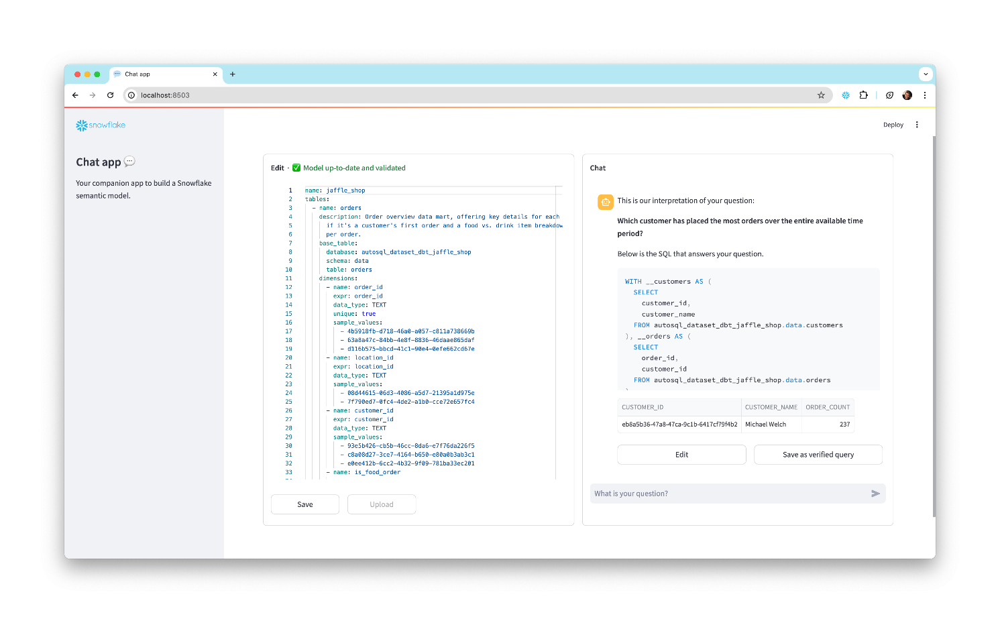 Chat app
localhost:8503
snowflake
Deploy
Chat app
Your companion app to build a Snowflake
semantic model.
Edit · ✅ Model up-to-date and validated
1 name: jaffle_shop
2 tables:
3 - name: orders
4 description: Order overview data mart, offering key details for each
5 if it's a customer's first order and a food vs. drink item breakdow
6 per order.
7 base_table:
8 database: autosql_dataset_dbt_jaffle_shop
9 schema: data
10 table: orders
11 dimensions:
12 - name: order_id
13 expr: order_id
14 data_type: TEXT
15 unique: true
16 sample_values:
17 - 4b5918fb-d718-46a0-a057-c811a738669b
18 - 63a8a47c-84bb-4e8f-8836-46daae865daf
19 - d116b575-bbcd-41c1-90e4-0efe662cd67e
20 - name: location_id
21 expr: location_id
22 data_type: TEXT
23 sample_values:
24 - 08d44615-06d3-4086-a5d7-21395a1d975e
25 - 7f790ed7-0fc4-4de2-a1b0-cce72e657fc4
26 - name: customer_id
27 expr: customer_id
28 data_type: TEXT
29 sample_values:
30 - 93e5b426-cb5b-46cc-8da6-e7f76da226f5
31 - c8a08d27-3ce7-4164-b650-e80a0b3ab3c1
32 - e0ee412b-6cc2-4b32-9f09-781ba33ec201
33 - name: is_food_order
Save
Upload
Chat
This is our interpretation of your question:
Which customer has placed the most orders over the entire available time
period?
Below is the SQL that answers your question.
WITH __customers AS (
SELECT
customer_id,
customer_name
FROM autosql_dataset_dbt_jaffle_shop.data.customers
), __orders AS (
SELECT
order_id,
customer_id
FROM autosql_dataset_dbt_jaffle_shop.data.orders
CUSTOMER_ID CUSTOMER_NAME ORDER_COUNT
eb8a5b36-47a8-47ca-9c1b-6417cf79f4b2 Michael Welch 237
Edit
Save as verified query
What is your question?